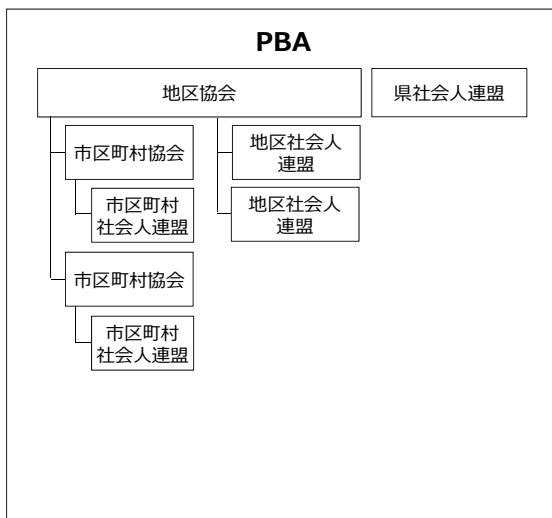 PBA
地区協会
県社会人連盟
市区町村協会
市区町村
社会人連盟
市区町村協会
市区町村
社会人連盟
地区社会人
連盟
地区社会人
連盟